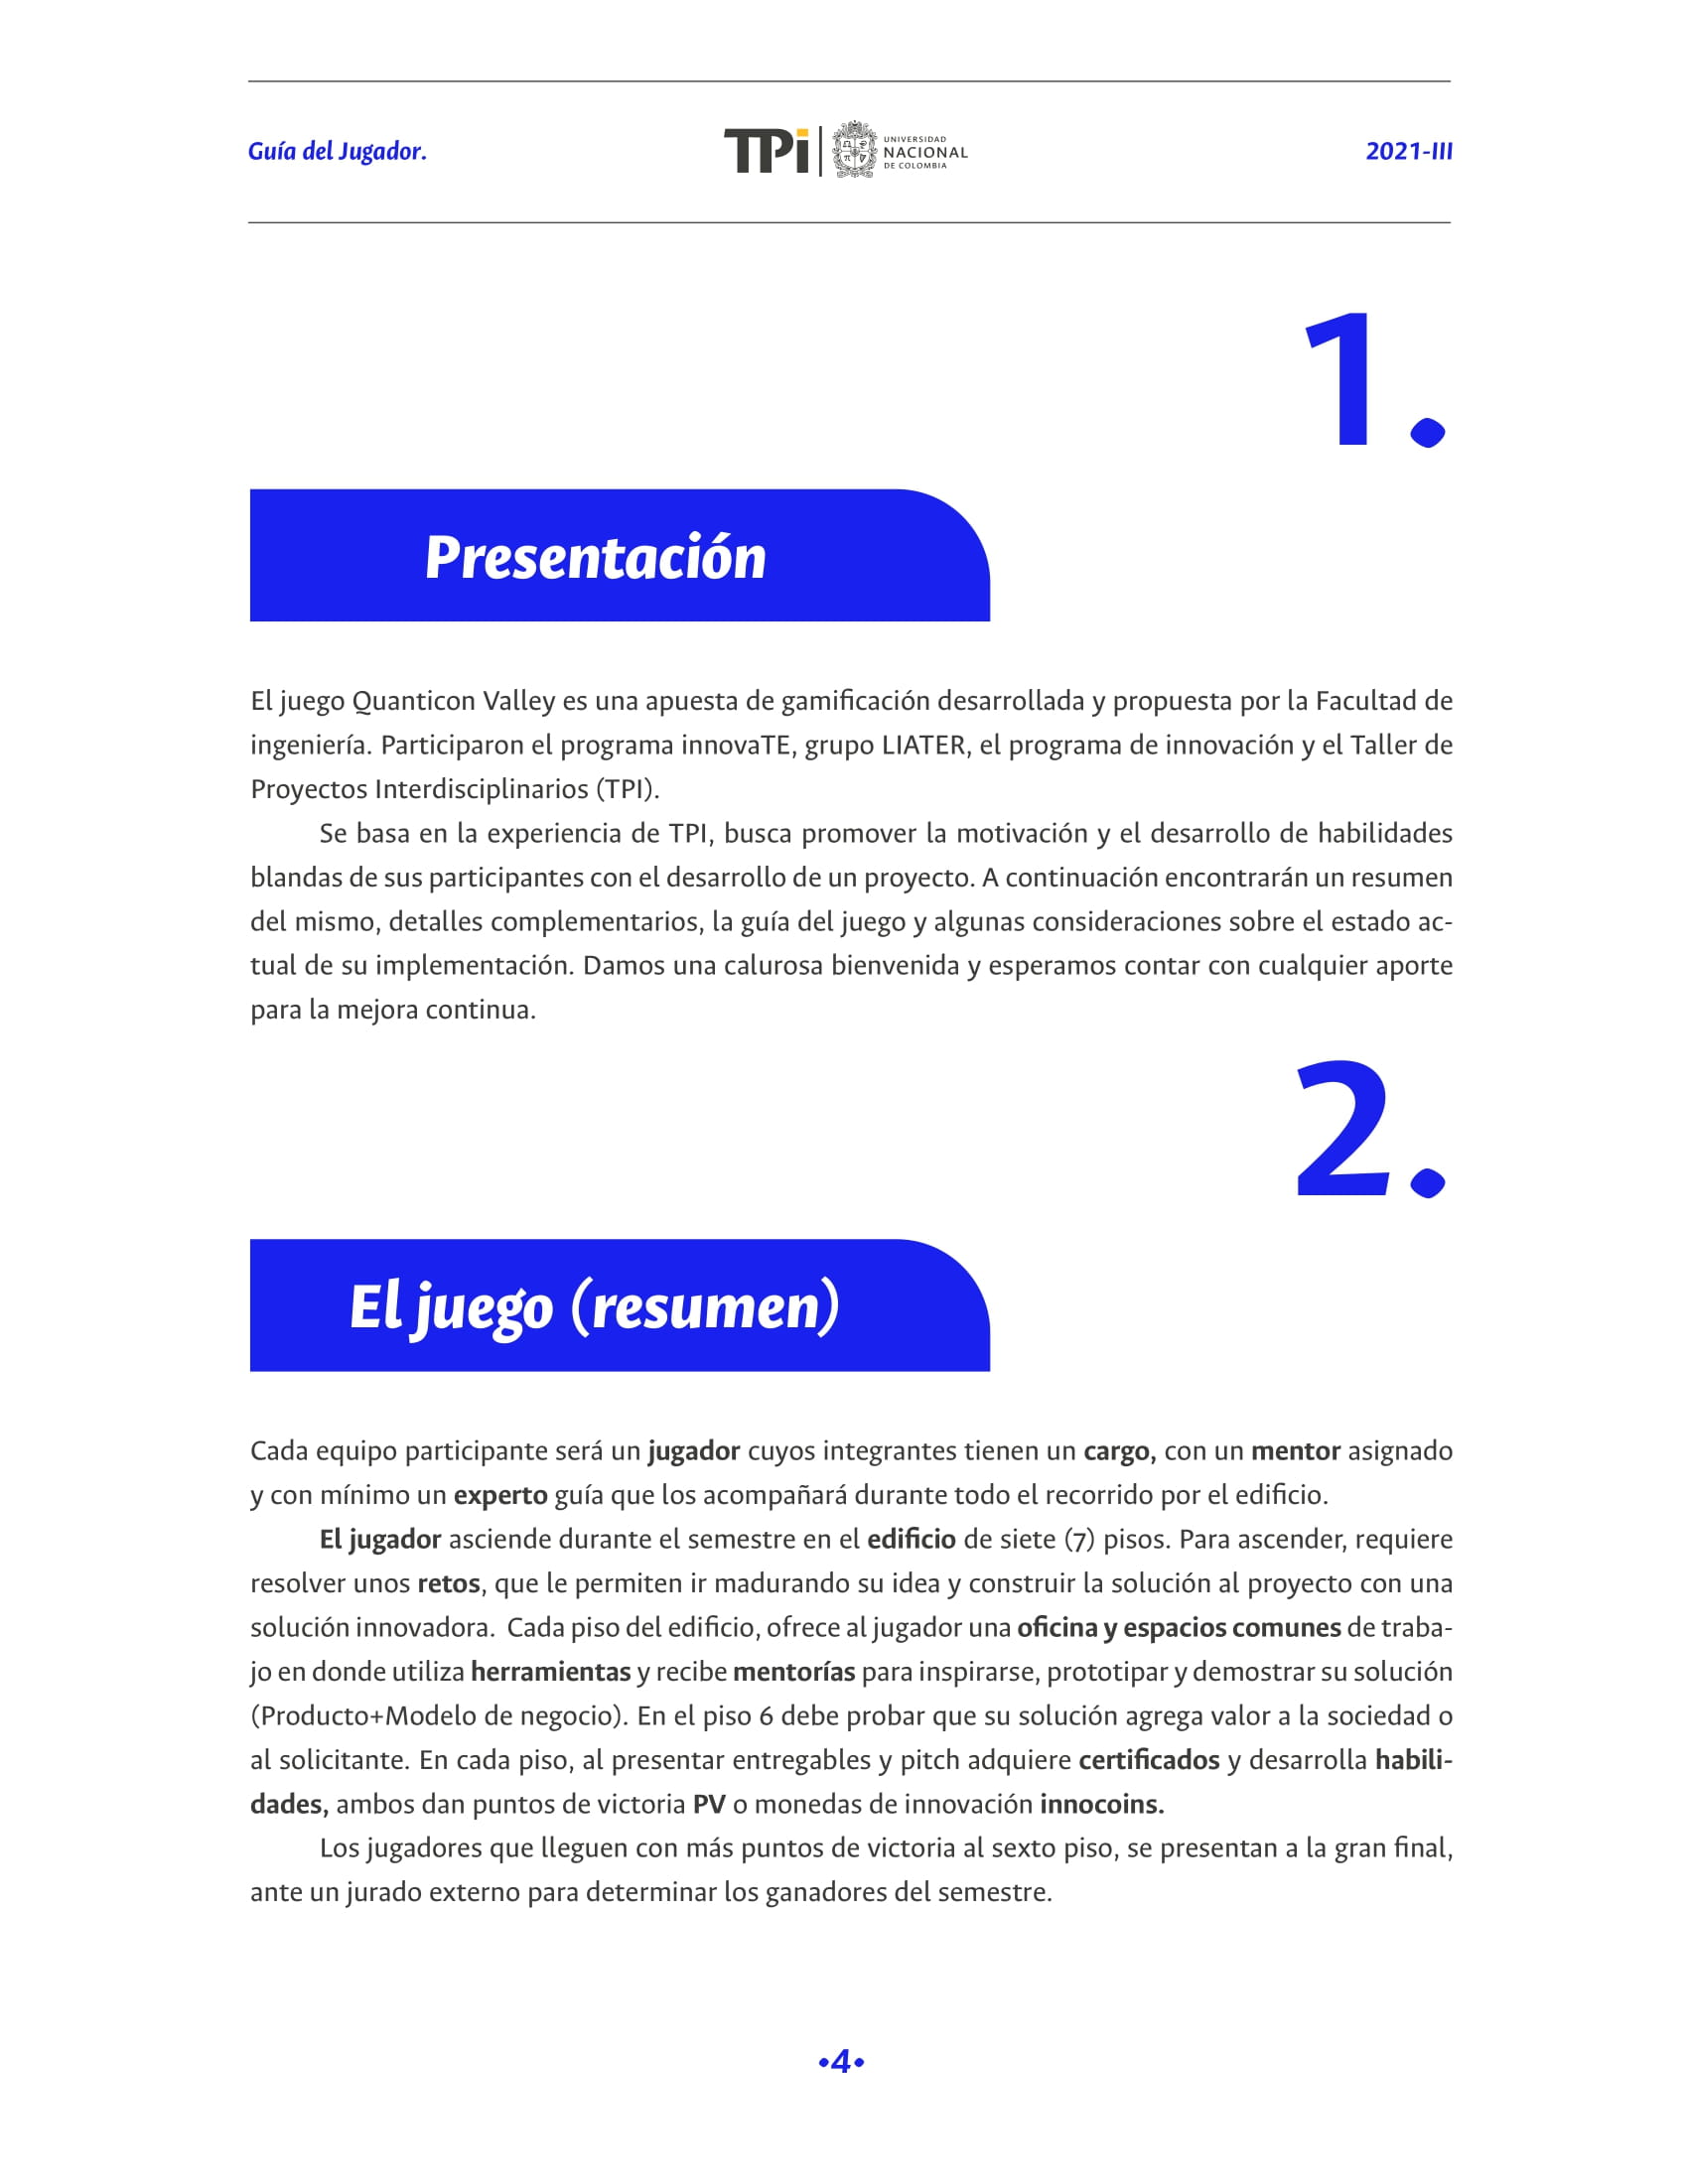 Guía del Jugador.
TPi
UNIVERSIDAD
NACIONAL
DE COLOMBIA
2021-III
1.
Presentación
El juego Quanticon Valley es una apuesta de gamificación desarrollada y propuesta por la Facultad de
ingeniería. Participaron el programa innovaTE, grupo LIATER, el programa de innovación y el Taller de
Proyectos Interdisciplinarios (TPI).
Se basa en la experiencia de TPI, busca promover la motivación y el desarrollo de habilidades
blandas de sus participantes con el desarrollo de un proyecto. A continuación encontrarán un resumen
del mismo, detalles complementarios, la guía del juego y algunas consideraciones sobre el estado ac-
tual de su implementación. Damos una calurosa bienvenida y esperamos contar con cualquier aporte
para la mejora continua.
2.
El juego (resumen)
Cada equipo participante será un jugador cuyos integrantes tienen un cargo, con un mentor asignado
y con mínimo un experto guía que los acompañará durante todo el recorrido por el edificio.
El jugador asciende durante el semestre en el edificio de siete (7) pisos. Para ascender, requiere
resolver unos retos, que le permiten ir madurando su idea y construir la solución al proyecto con una
solución innovadora.  Cada piso del edificio, ofrece al jugador una oficina y espacios comunes de traba-
jo en donde utiliza herramientas y recibe mentorías para inspirarse, prototipar y demostrar su solución
(Producto+Modelo de negocio). En el piso 6 debe probar que su solución agrega valor a la sociedad o
al solicitante. En cada piso, al presentar entregables y pitch adquiere certificados y desarrolla habili-
dades, ambos dan puntos de victoria PV o monedas de innovación innocoins.
Los jugadores que lleguen con más puntos de victoria al sexto piso, se presentan a la gran final,
ante un jurado externo para determinar los ganadores del semestre.
•4•